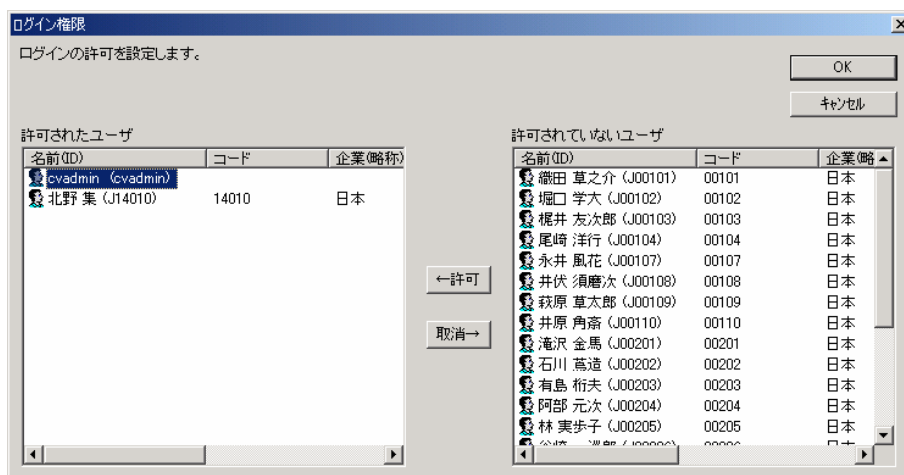 ログイン権限
ログインの許可を設定します。
OK
キャンセル
許可されたユーザ
名前(ID) コード 企業(略称)
cvadmin (cvadmin)
北野 集 (J14010) 14010 日本
←許可
取消→
許可されていないユーザ
名前(ID) コード 企業(略
織田 草之介 (J00101) 00101 日本
堀口 学大 (J00102) 00102 日本
梶井 友次郎 (J00103) 00103 日本
尾崎 洋行 (J00104) 00104 日本
永井 風花 (J00107) 00107 日本
井伏 須磨次 (J00108) 00108 日本
萩原 草太郎 (J00109) 00109 日本
井原 角斎 (J00110) 00110 日本
滝沢 金馬 (J00201) 00201 日本
石川 蔦造 (J00202) 00202 日本
有島 桁夫 (J00203) 00203 日本
阿部 元次 (J00204) 00204 日本
林 実歩子 (J00205) 00205 日本